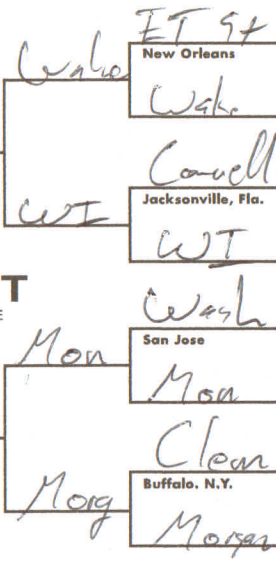 ET St
Wake
New Orleans
Wake
Cornell
Jacksonville, Fla.
WI
WI
T
E
Wash
Mon
San Jose
Mon
Clem
Buffalo. N.Y.
Morg
Morgan